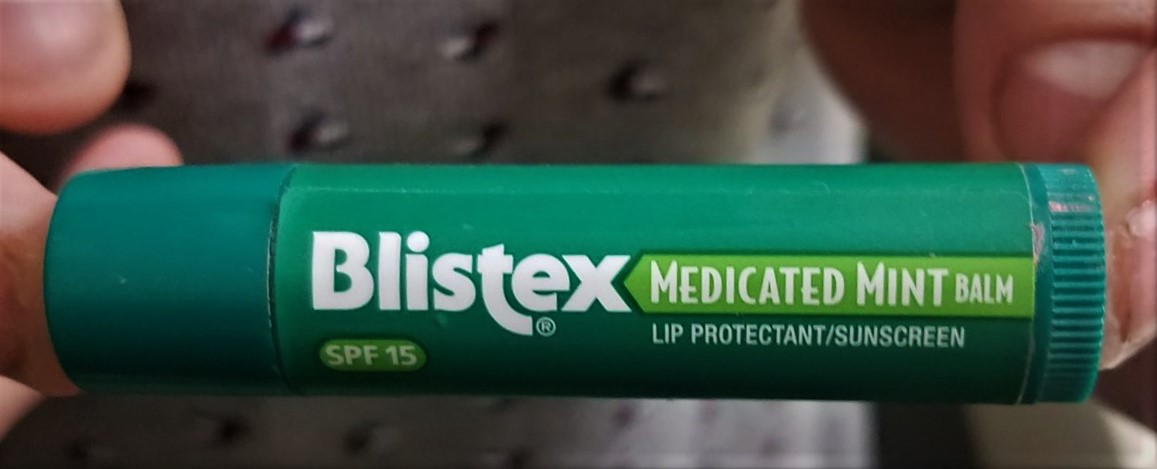 Blistex® MEDICATED MINT BALM
LIP PROTECTANT/SUNSCREEN
SPF 15